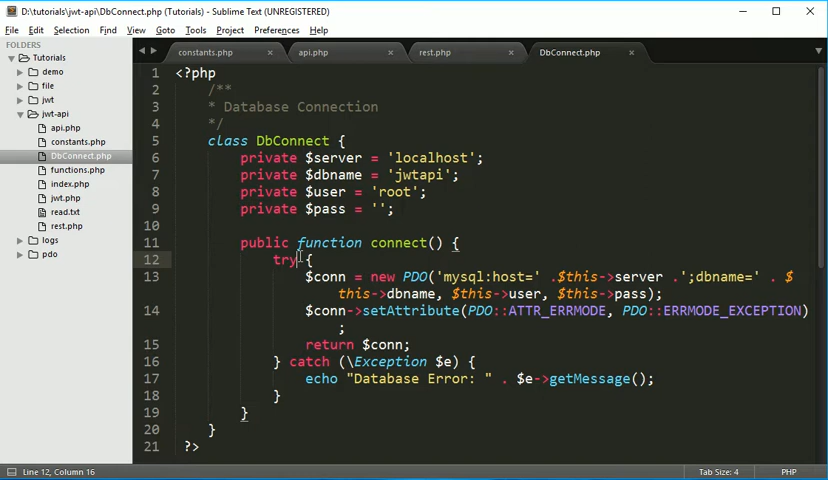 D:\tutorials\jwt-api\DbConnect.php (Tutorials) - Sublime Text (UNREGISTERED)
File Edit Selection Find View Goto Tools Project Preferences Help
FOLDERS
Tutorials
demo
file
jwt
jwt-api
api.php
constants.php
DbConnect.php
functions.php
index.php
jwt.php
read.txt
rest.php
logs
pdo
constants.php × api.php × rest.php × DbConnect.php ×
1 <?php
2 /**
3 * Database Connection
4 */
5 class DbConnect {
6 private $server = 'localhost';
7 private $dbname = 'jwtapi';
8 private $user = 'root';
9 private $pass = '';
10
11 public function connect() {
12 try {
13 $conn = new PDO('mysql:host=' .$this->server .';dbname=' . $
this->dbname, $this->user, $this->pass);
14 $conn->setAttribute(PDO::ATTR_ERRMODE, PDO::ERRMODE_EXCEPTION)
;
15 return $conn;
16 } catch (\Exception $e) {
17 echo "Database Error: " . $e->getMessage();
18 }
19 }
20 }
21 ?>
Line 12, Column 16 Tab Size: 4 PHP